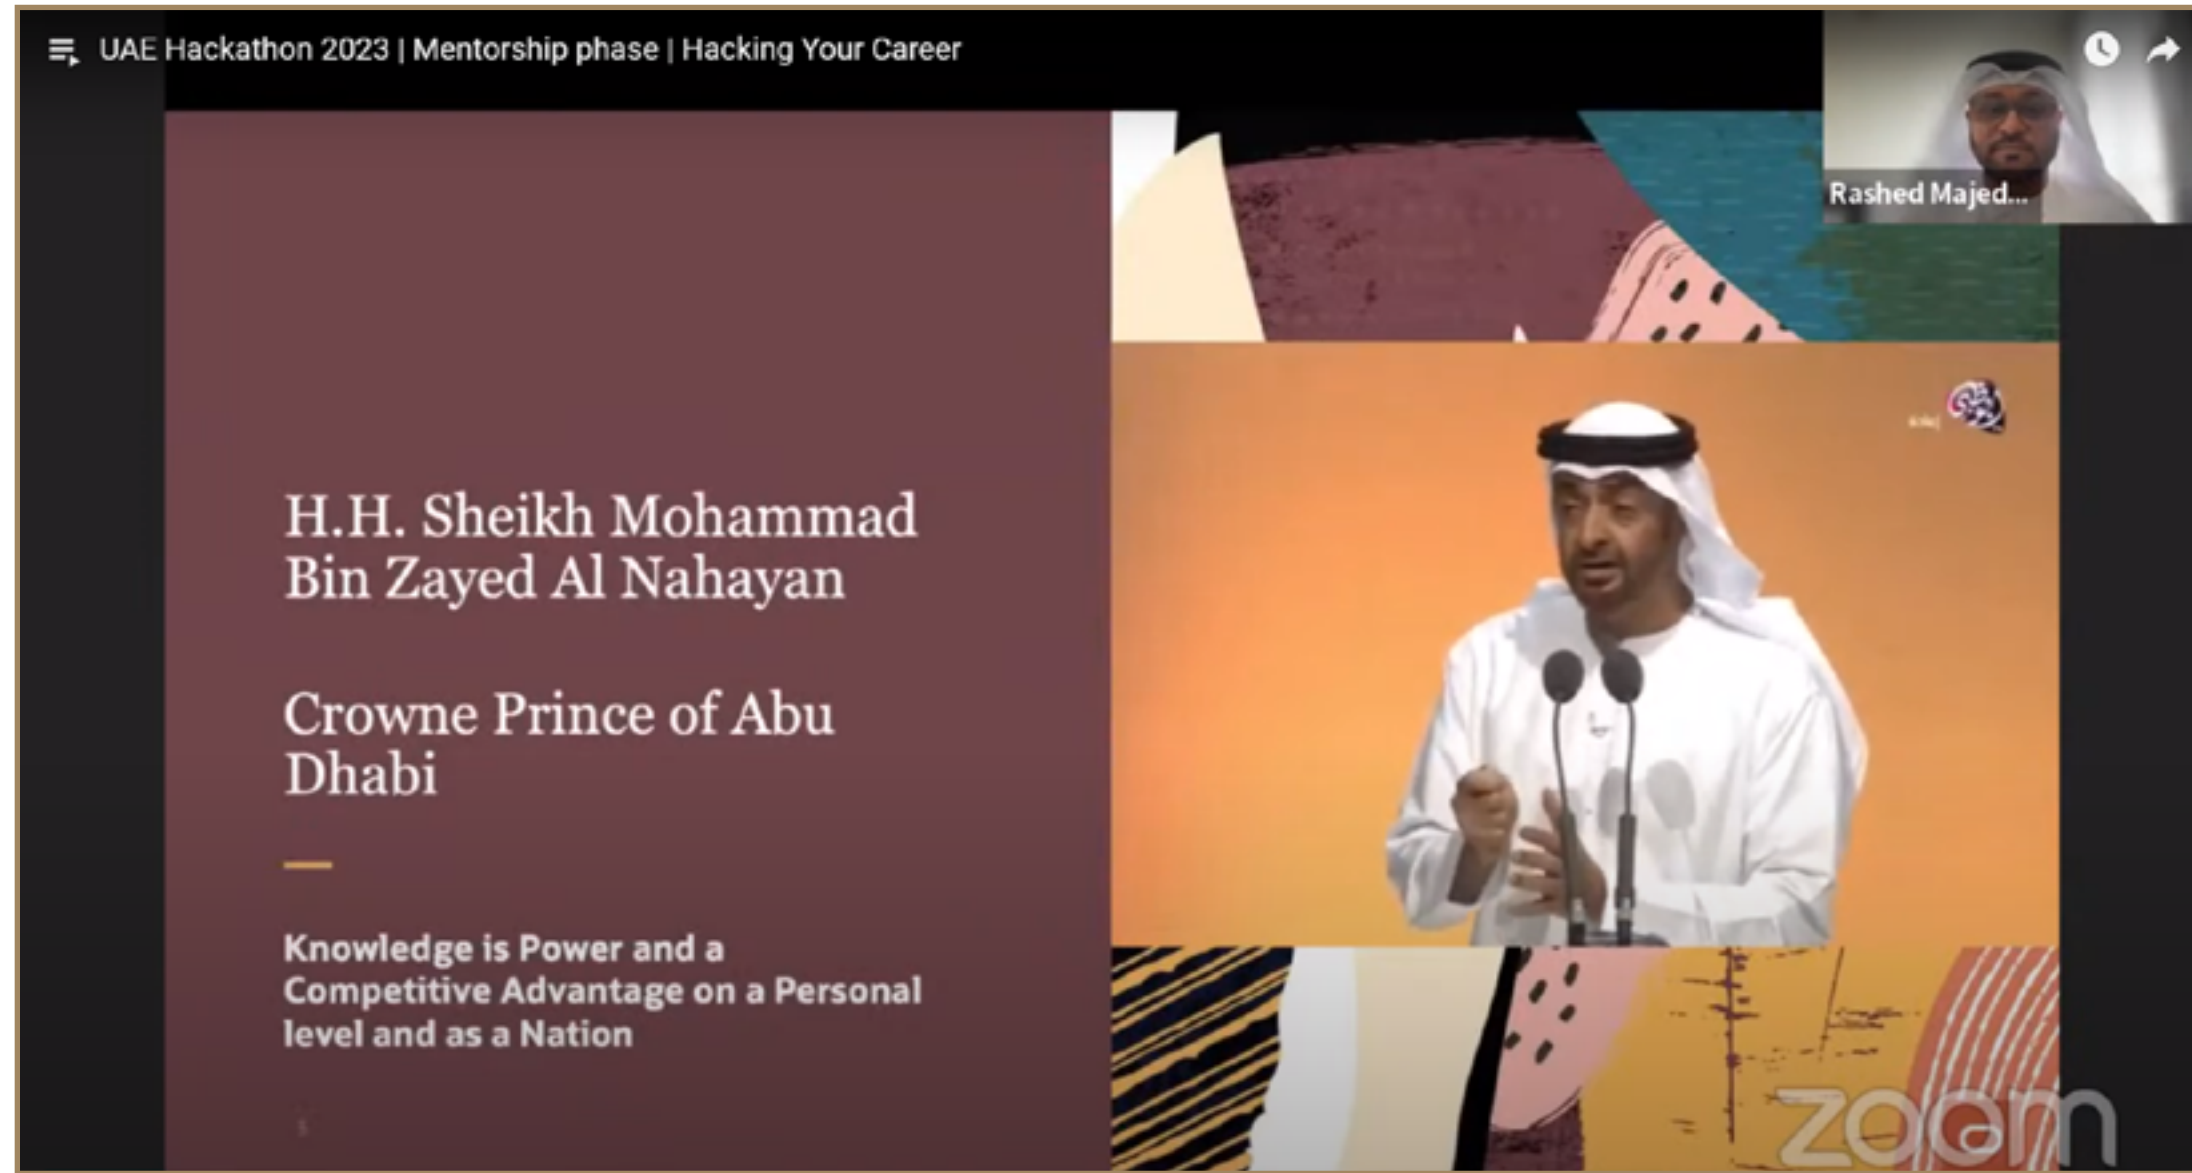 UAE Hackathon 2023 | Mentorship phase | Hacking Your Career
Rashed Majed...
H.H. Sheikh Mohammad
Bin Zayed Al Nahayan
Crowne Prince of Abu
Dhabi
Knowledge is Power and a
Competitive Advantage on a Personal
level and as a Nation
zoom